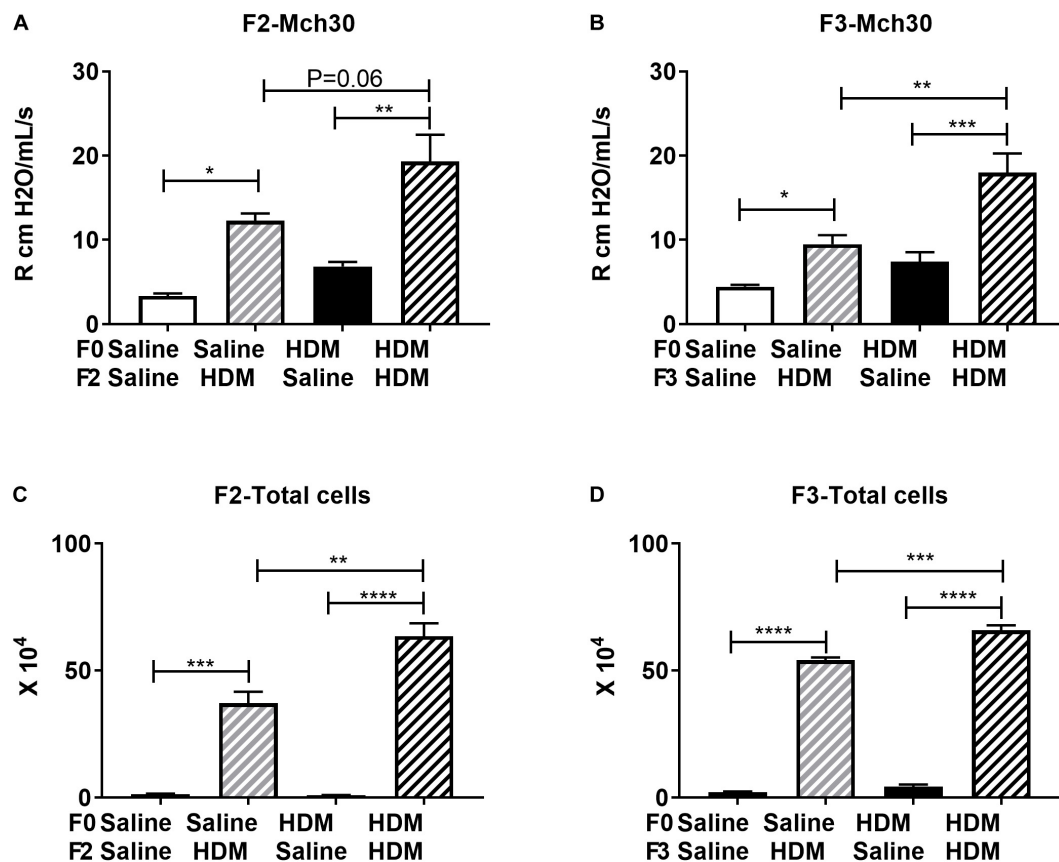 A
F2-Mch30
R cm H2O/mL/s
30
20
10
0
P=0.06
**
*
F0 Saline Saline HDM HDM
F2 Saline HDM Saline HDM
B
F3-Mch30
R cm H2O/mL/s
30
20
10
0
**
***
*
F0 Saline Saline HDM HDM
F3 Saline HDM Saline HDM
C
F2-Total cells
X 10⁴
100
50
0
**
****
***
F0 Saline Saline HDM HDM
F2 Saline HDM Saline HDM
D
F3-Total cells
X 10⁴
100
50
0
***
****
****
F0 Saline Saline HDM HDM
F3 Saline HDM Saline HDM